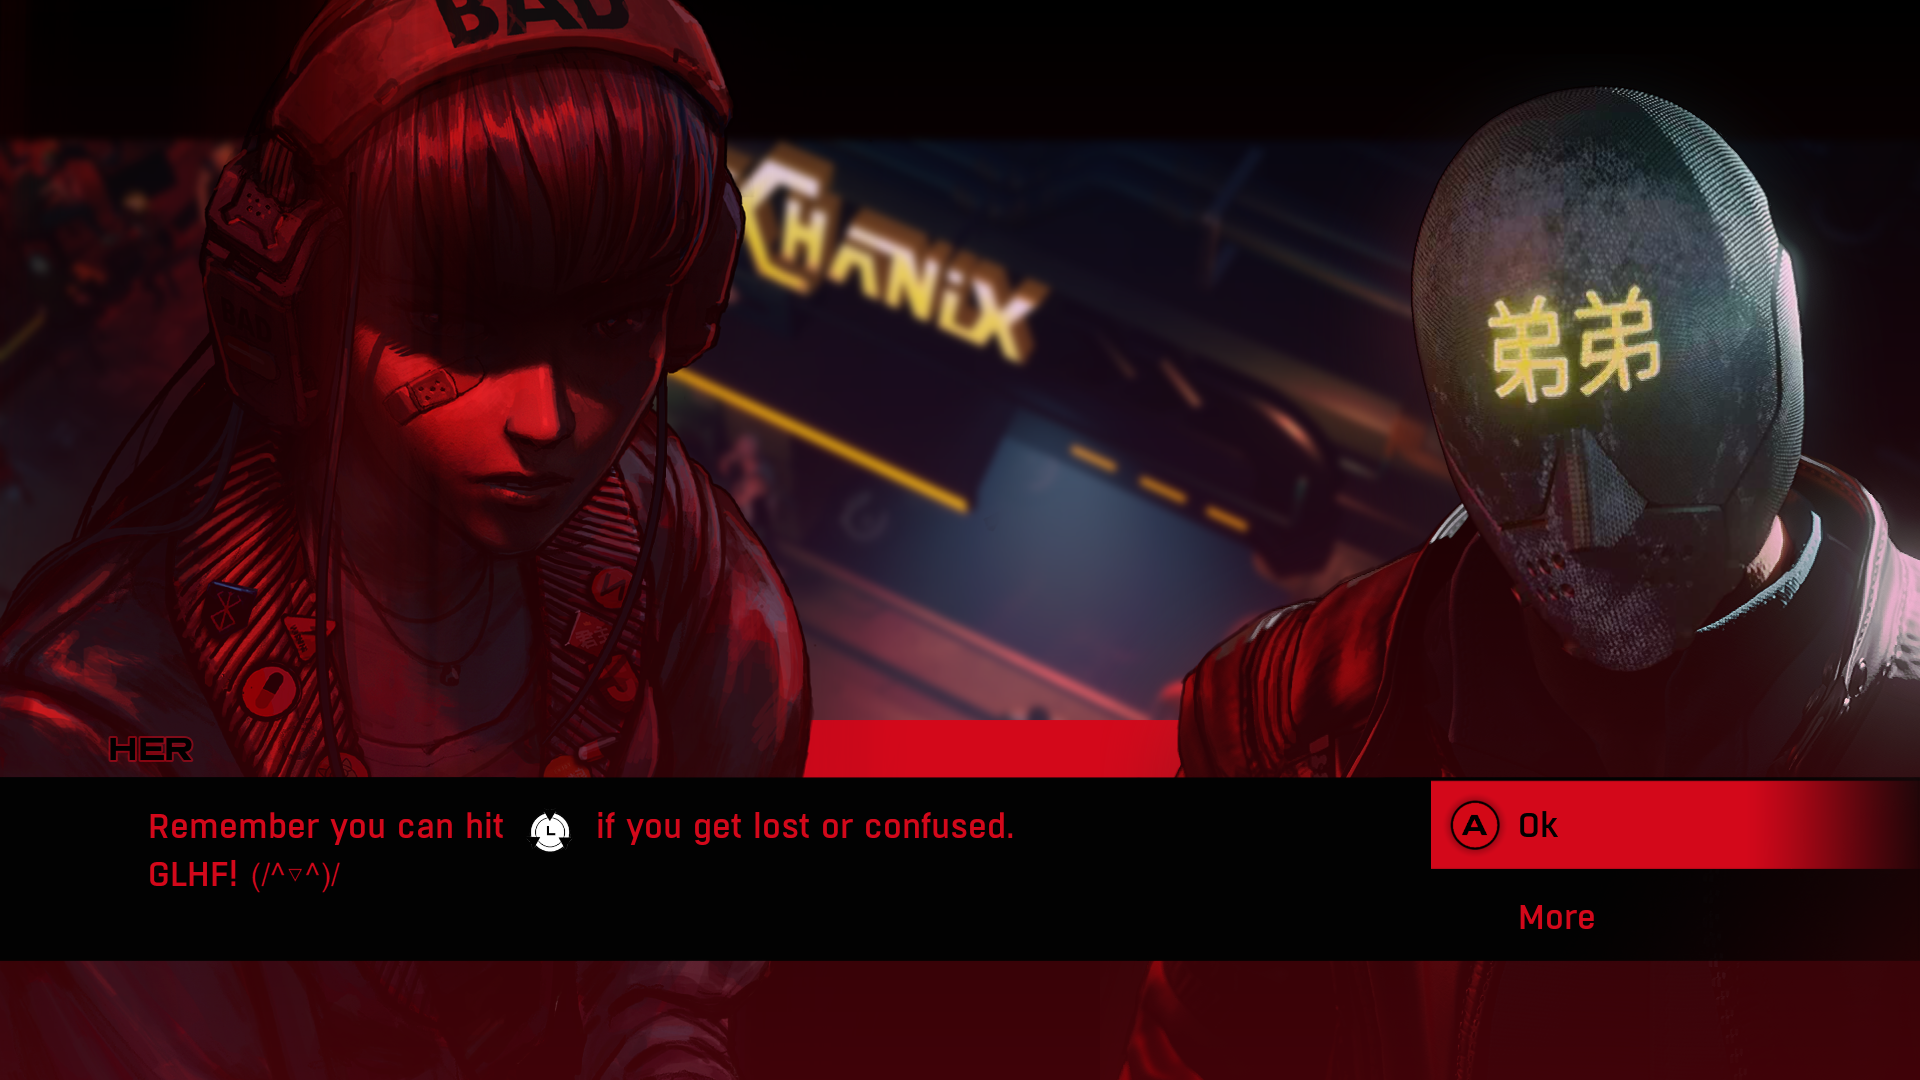 BAD
CHANiX
弟弟
HER
Remember you can hit L if you get lost or confused.
GLHF! (/^▽^)/
A Ok
More